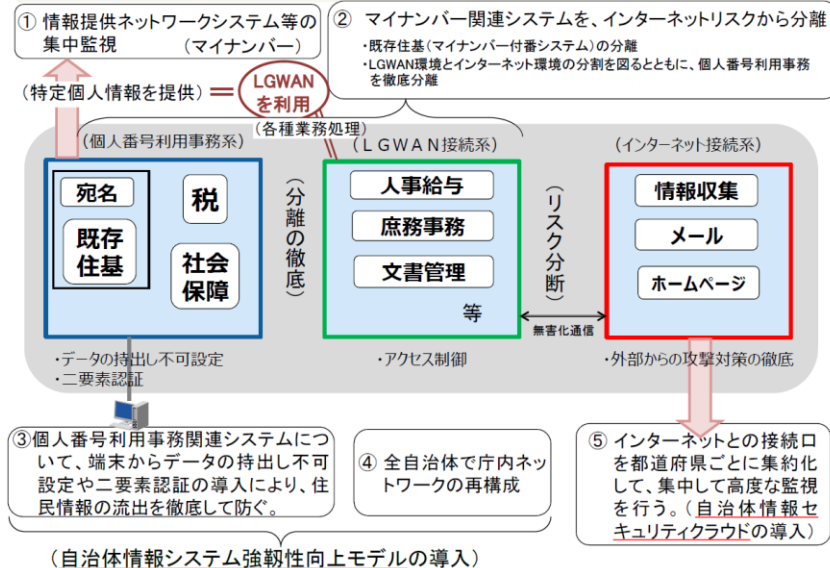 ① 情報提供ネットワークシステム等の
集中監視　　(マイナンバー)
② マイナンバー関連システムを、インターネットリスクから分離
・既存住基(マイナンバー付番システム)の分離
・LGWAN環境とインターネット環境の分割を図るとともに、個人番号利用事務
を徹底分離
(特定個人情報を提供)
LGWAN
を利用
(各種業務処理)
(個人番号利用事務系)
(LGWAN接続系)
(インターネット接続系)
宛名
既存
住基
税
社会
保障
(分離の徹底)
人事給与
庶務事務
文書管理
等
(リスク分断)
無害化通信
情報収集
メール
ホームページ
・データの持出し不可設定
・二要素認証
・アクセス制御
・外部からの攻撃対策の徹底
③個人番号利用事務関連システムにつ
いて、端末からデータの持出し不可
設定や二要素認証の導入により、住
民情報の流出を徹底して防ぐ。
④ 全自治体で庁内ネッ
トワークの再構成
⑤ インターネットとの接続口
を都道府県ごとに集約化
して、集中して高度な監視
を行う。(自治体情報セ
キュリティクラウドの導入)
(自治体情報システム強靱性向上モデルの導入)